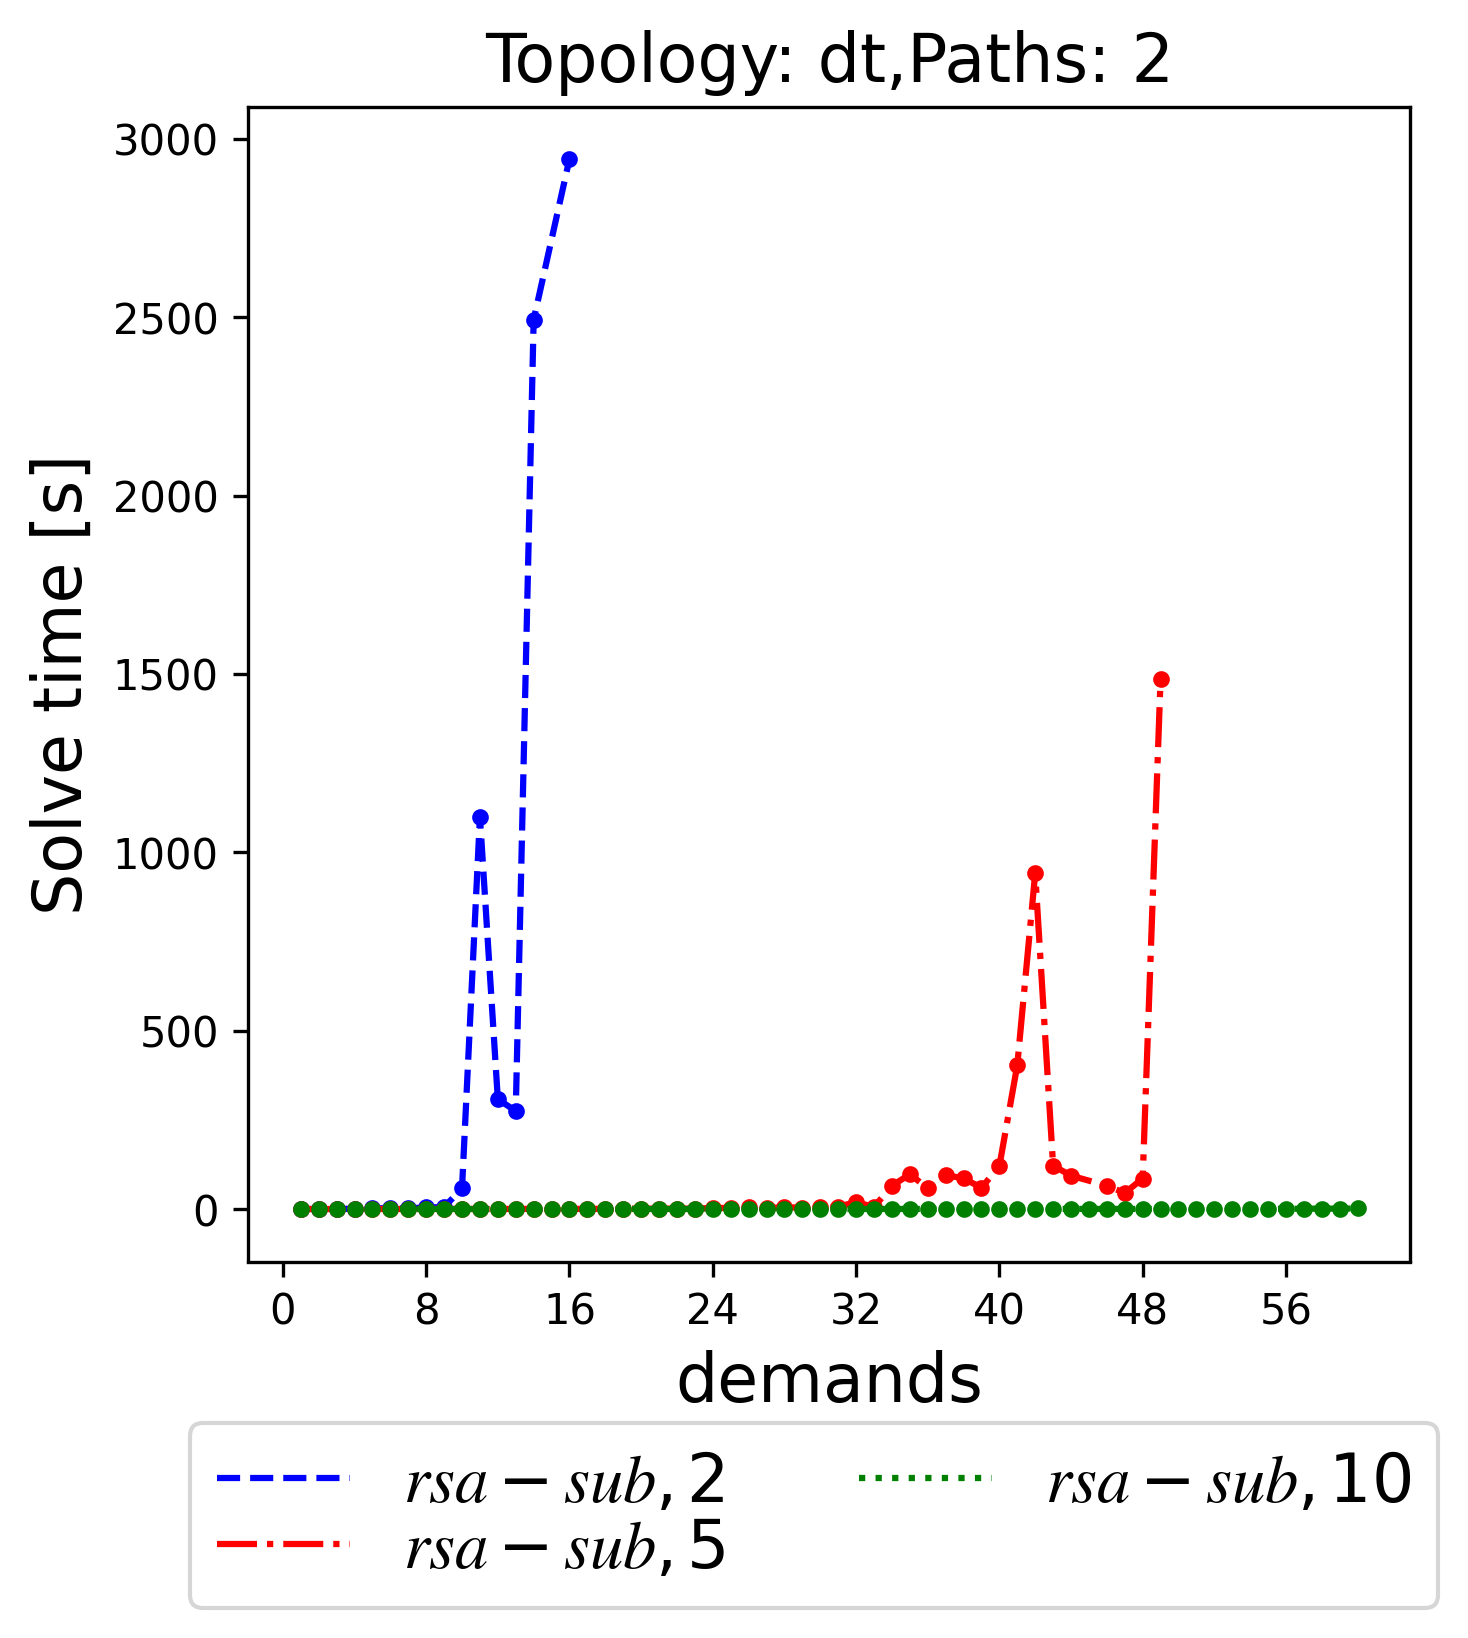 Topology: dt,Paths: 2
3000
2500
2000
1500
1000
500
0
Solve time [s]
0 8 16 24 32 40 48 56
demands
rsa − sub, 2
rsa − sub, 5
rsa − sub, 10